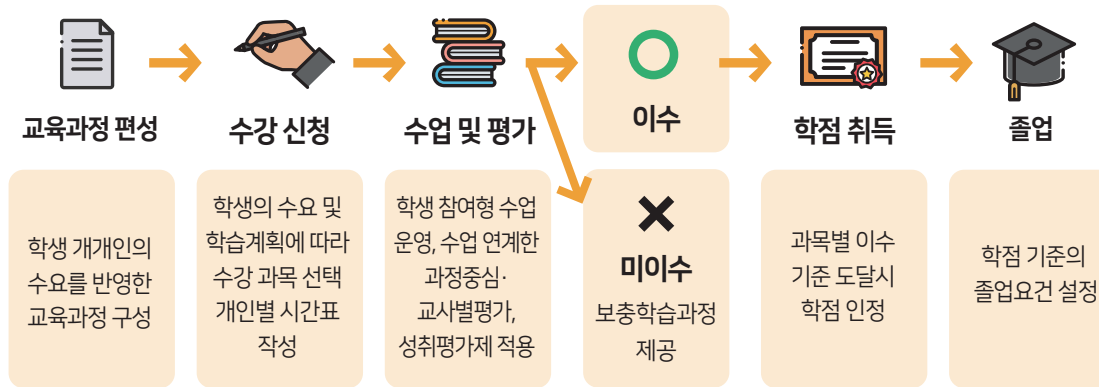 교육과정 편성
학생 개개인의
수요를 반영한
교육과정 구성
수강 신청
학생의 수요 및
학습계획에 따라
수강 과목 선택
개인별 시간표
작성
수업 및 평가
학생 참여형 수업
운영, 수업 연계한
과정중심·
교사별평가,
성취평가제 적용
이수
미이수
보충학습과정
제공
학점 취득
과목별 이수
기준 도달시
학점 인정
졸업
학점 기준의
졸업요건 설정